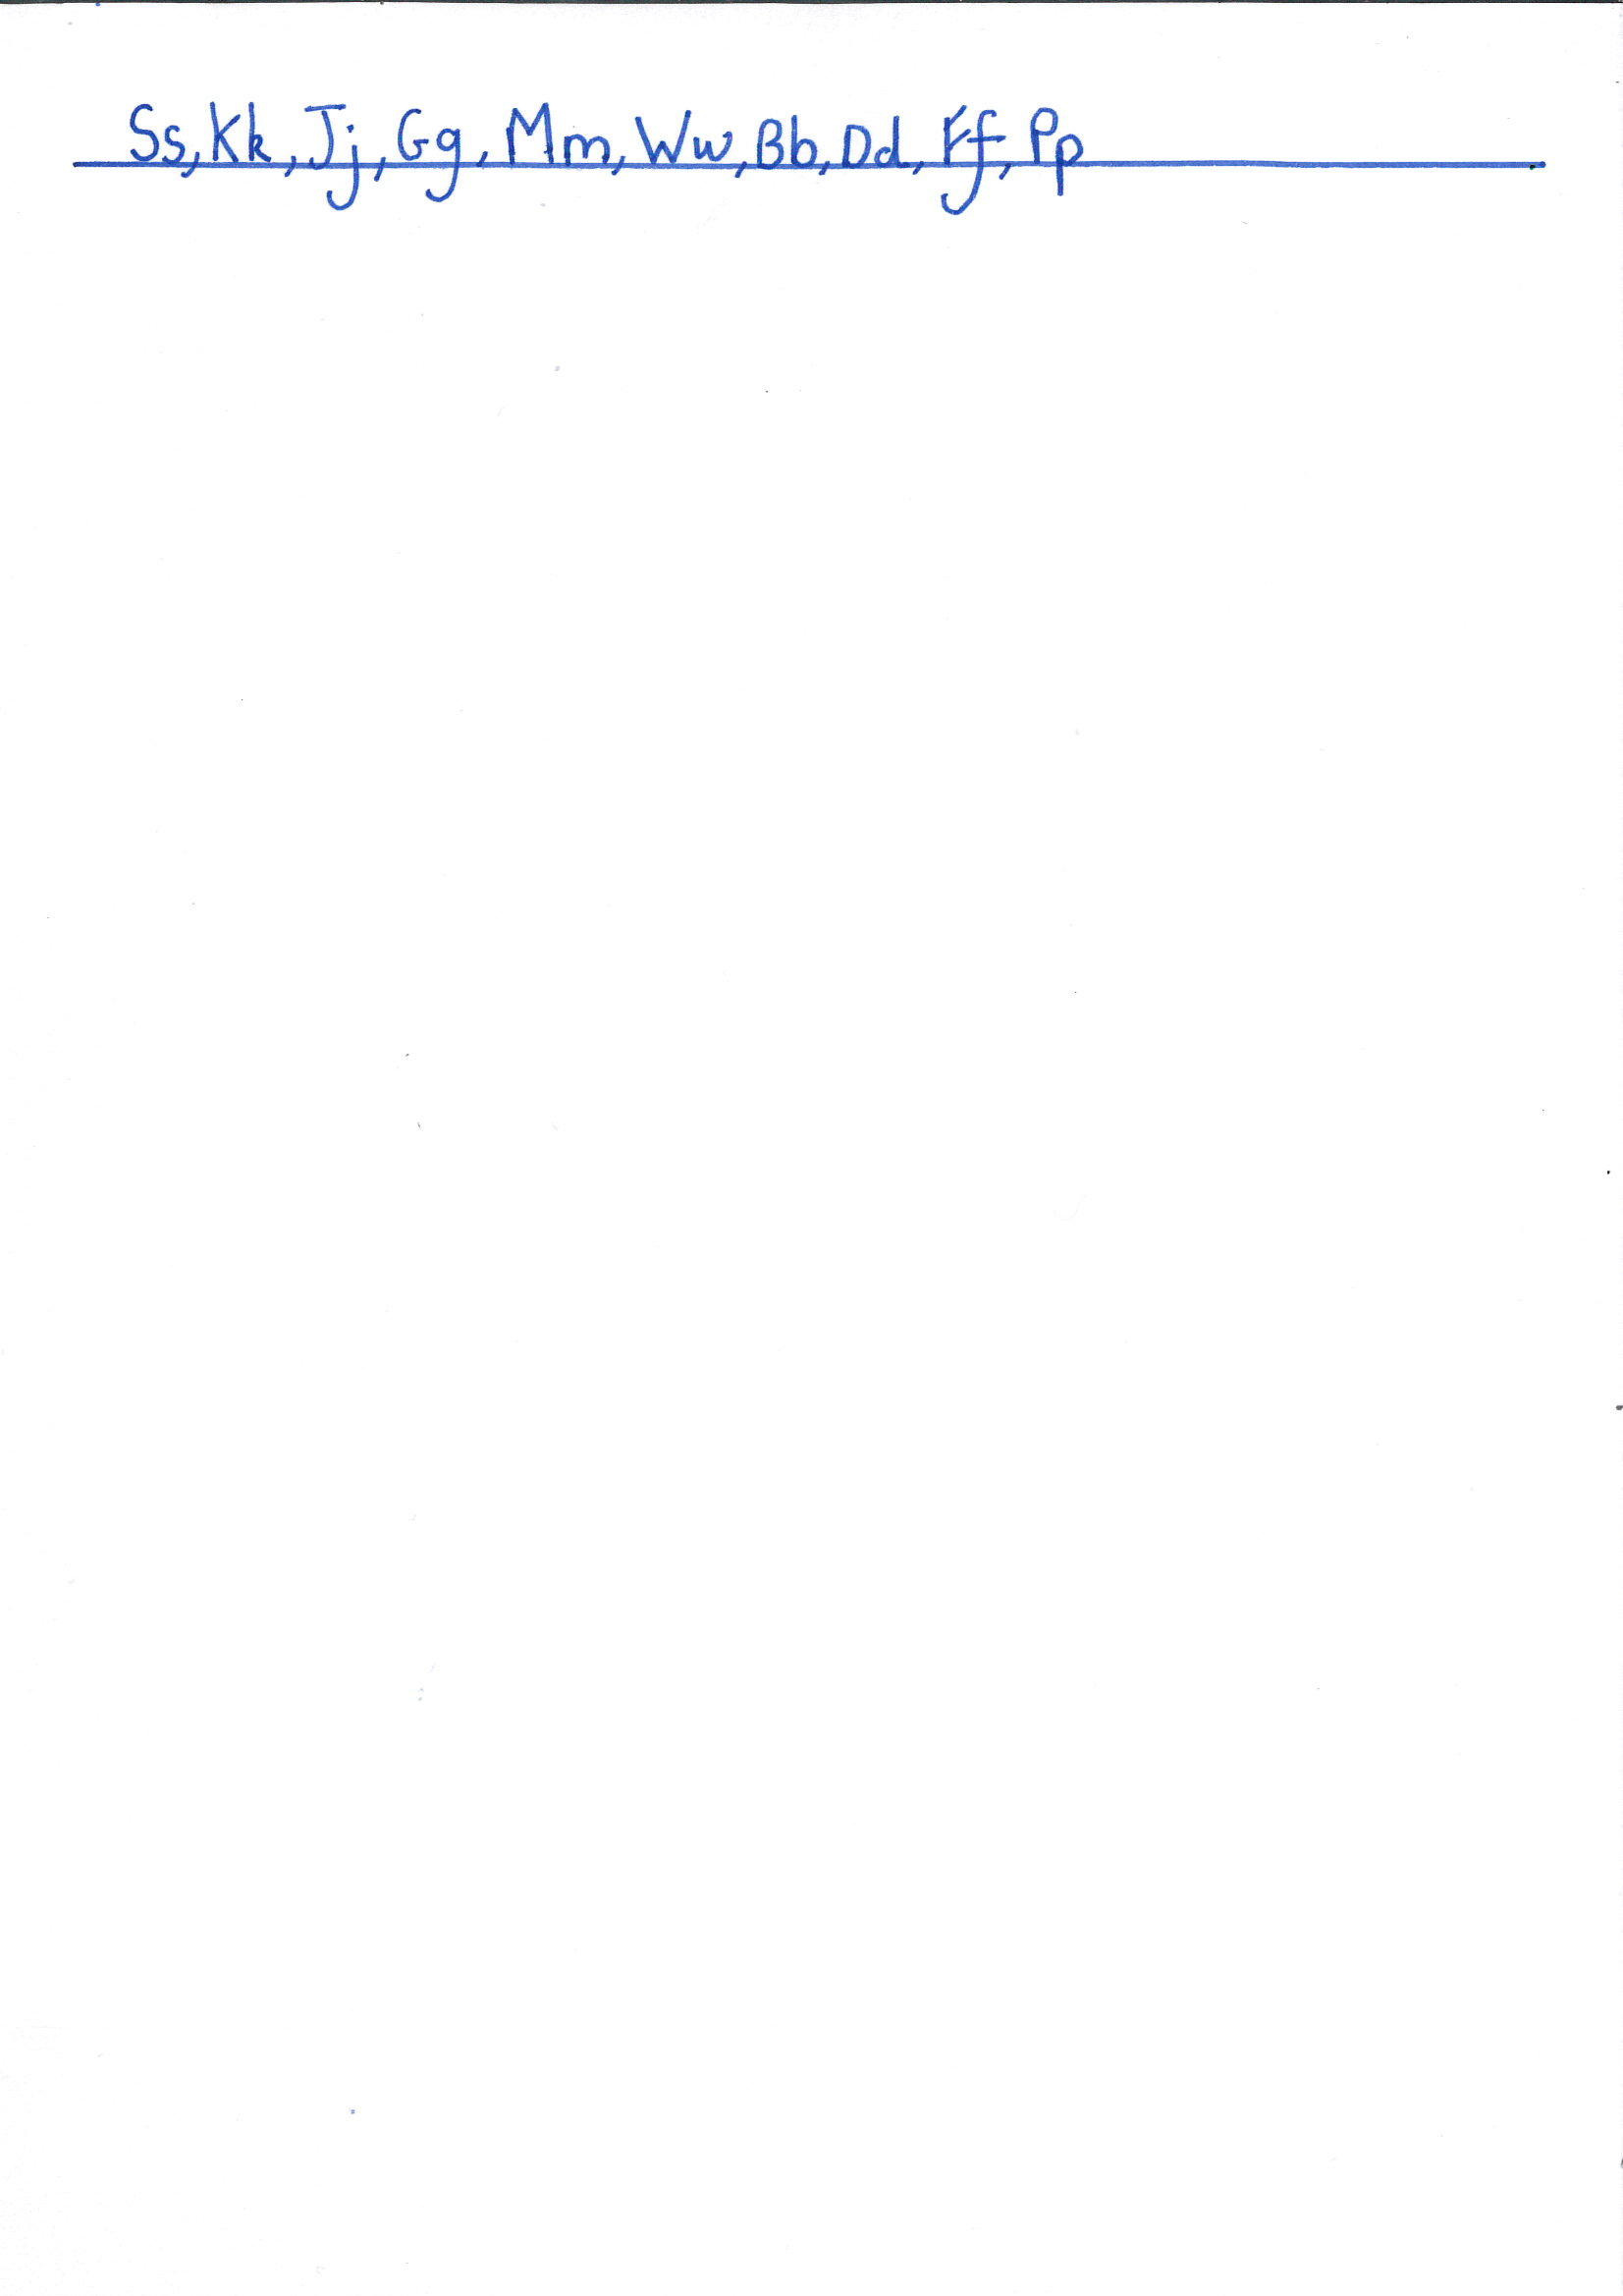 Ss, Kk, Jj, Gg, Mm, Ww, Bb, Dd, Ff, Pp